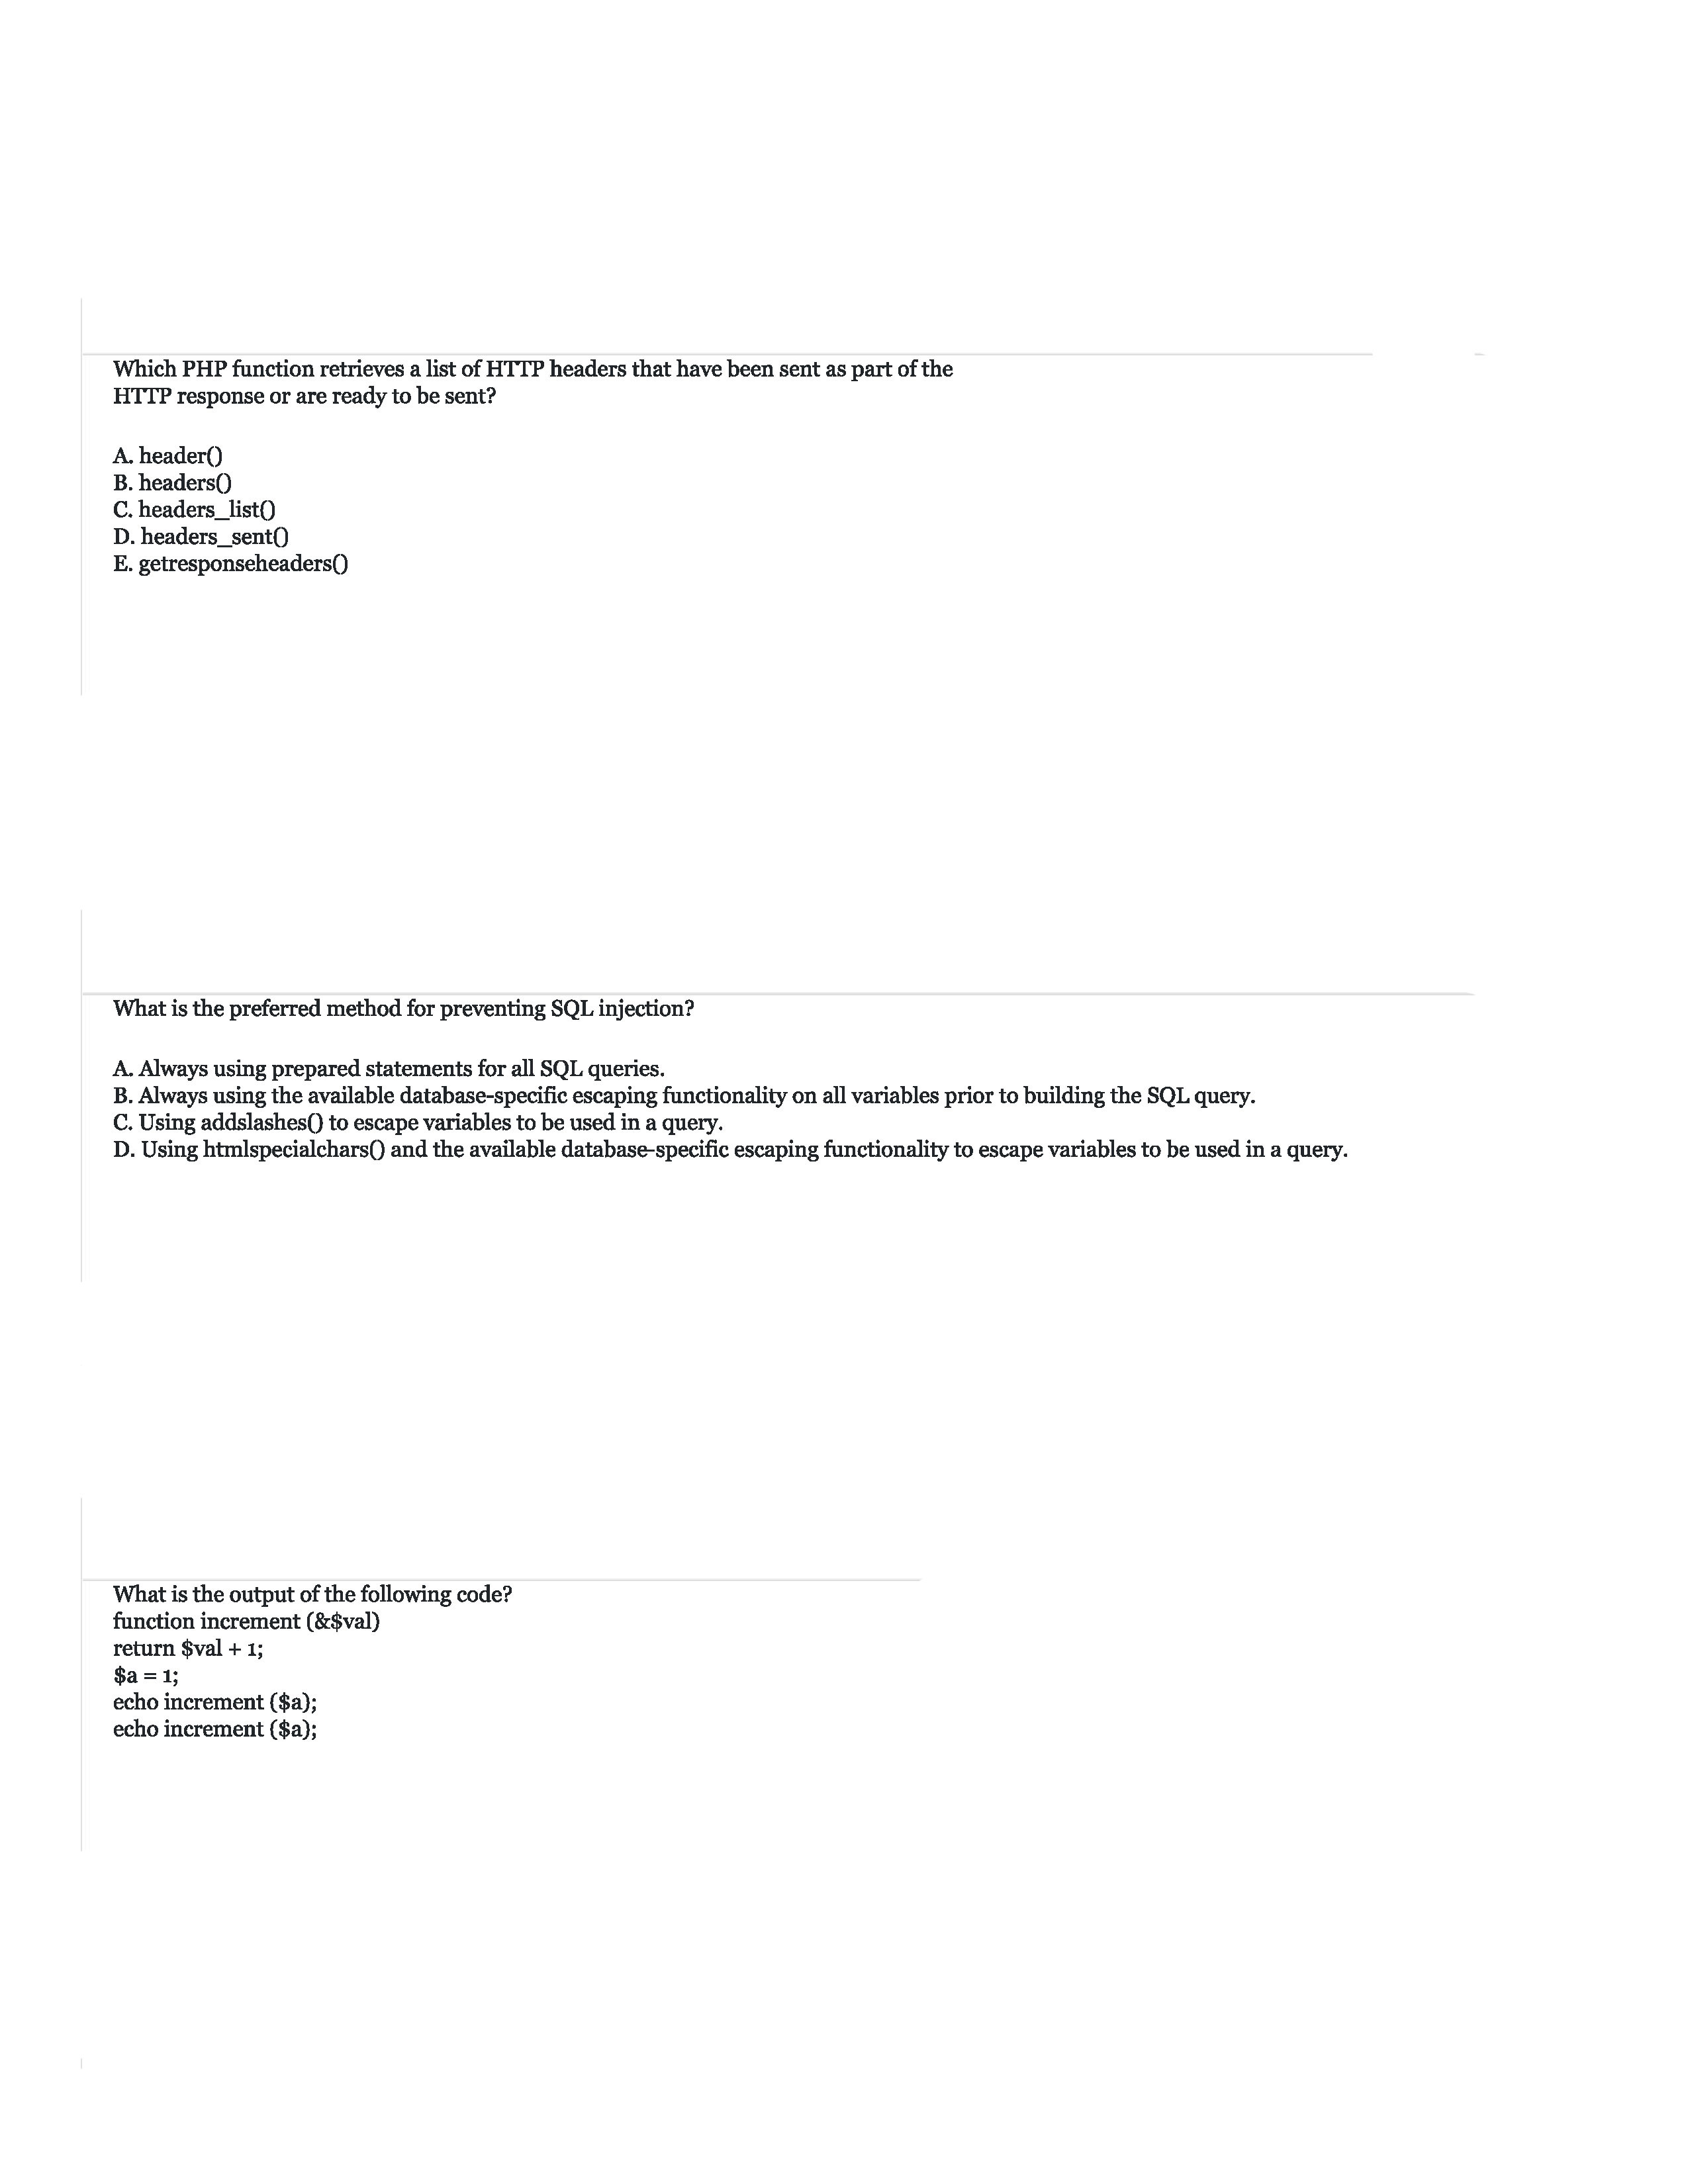 Which PHP function retrieves a list of HTTP headers that have been sent as part of the
HTTP response or are ready to be sent?
A. header()
B. headers()
C. headers_list()
D. headers_sent()
E. getresponseheaders()
What is the preferred method for preventing SQL injection?
A. Always using prepared statements for all SQL queries.
B. Always using the available database-specific escaping functionality on all variables prior to building the SQL query.
C. Using addslashes() to escape variables to be used in a query.
D. Using htmlspecialchars() and the available database-specific escaping functionality to escape variables to be used in a query.
What is the output of the following code?
function increment (&$val)
return $val + 1;
$a = 1;
echo increment ($a);
echo increment ($a);